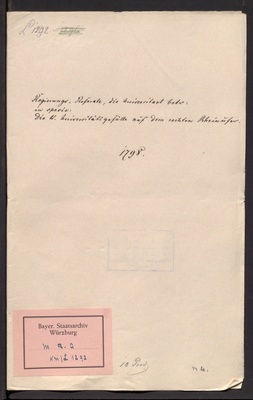 L 1292
Regierungs-Referate, die Universitaet betr:
in specie:
die U. Universitätsgefälle auf dem rechten Rheinufer.
1798.
Bayer. Staatsarchiv
Würzburg
M. R. A
1292
10 Prod.